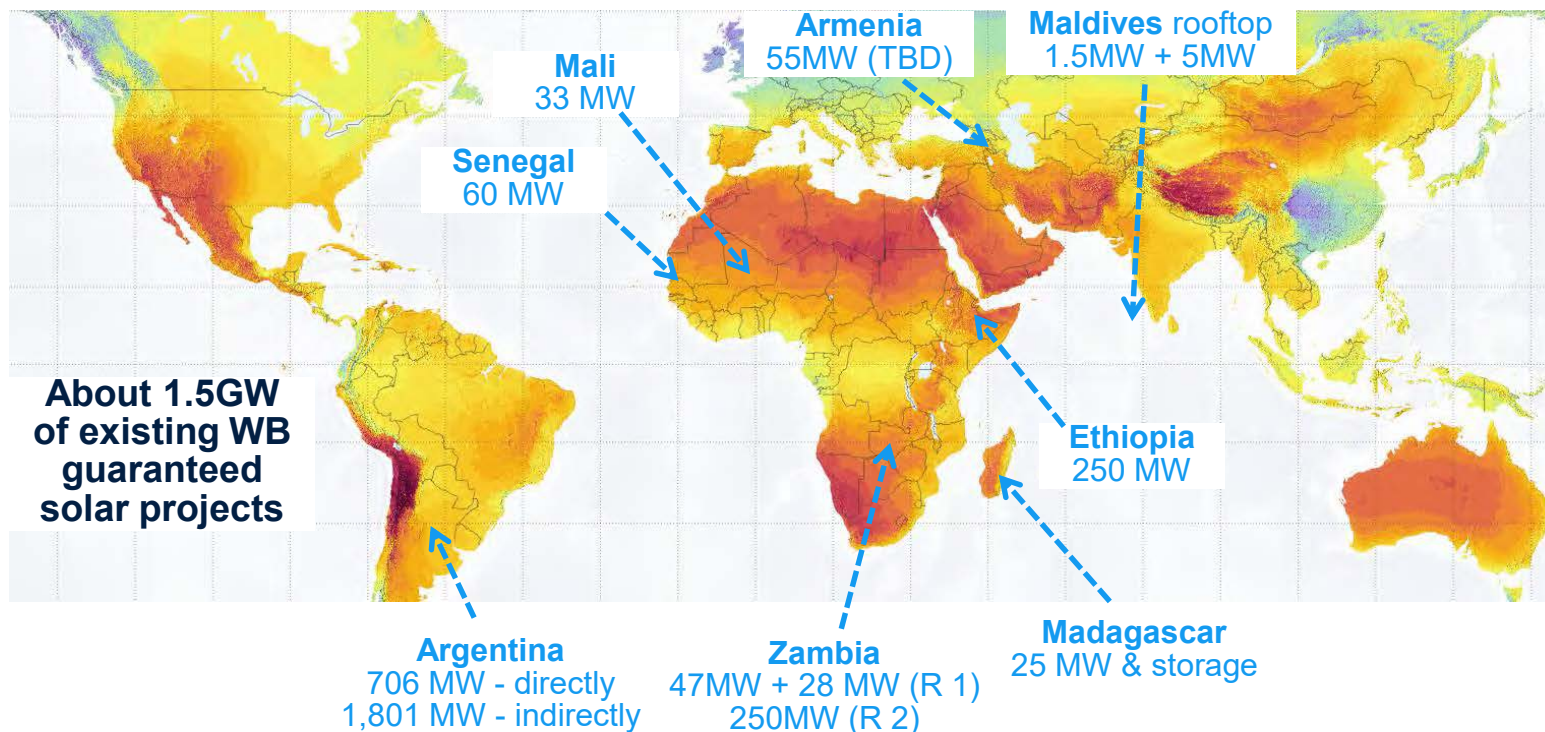 Armenia
55MW (TBD)
Maldives rooftop
1.5MW + 5MW
Mali
33 MW
Senegal
60 MW
About 1.5GW
of existing WB
guaranteed
solar projects
Ethiopia
250 MW
Argentina
706 MW - directly
1,801 MW - indirectly
Zambia
47MW + 28 MW (R 1)
250MW (R 2)
Madagascar
25 MW & storage